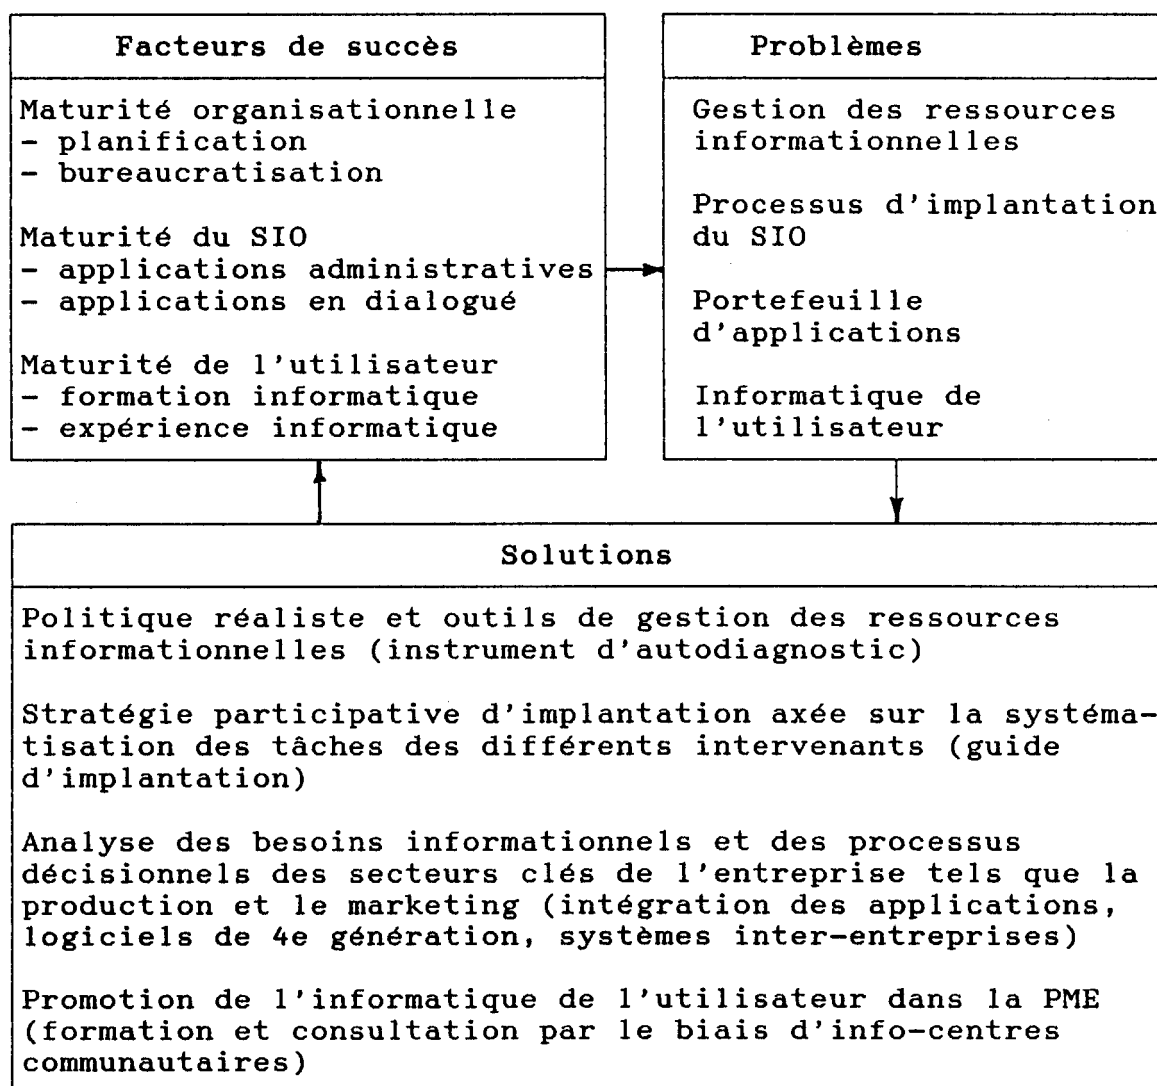 Facteurs de succès
Maturité organisationnelle
- planification
- bureaucratisation
Maturité du SIO
- applications administratives
- applications en dialogué
Maturité de l'utilisateur
- formation informatique
- expérience informatique
Problèmes
Gestion des ressources
informationnelles
Processus d'implantation
du SIO
Portefeuille
d'applications
Informatique de
l'utilisateur
Solutions
Politique réaliste et outils de gestion des ressources
informationnelles (instrument d'autodiagnostic)
Stratégie participative d'implantation axée sur la systéma-
tisation des tâches des différents intervenants (guide
d'implantation)
Analyse des besoins informationnels et des processus
décisionnels des secteurs clés de l'entreprise tels que la
production et le marketing (intégration des applications,
logiciels de 4e génération, systèmes inter-entreprises)
Promotion de l'informatique de l'utilisateur dans la PME
(formation et consultation par le biais d'info-centres
communautaires)